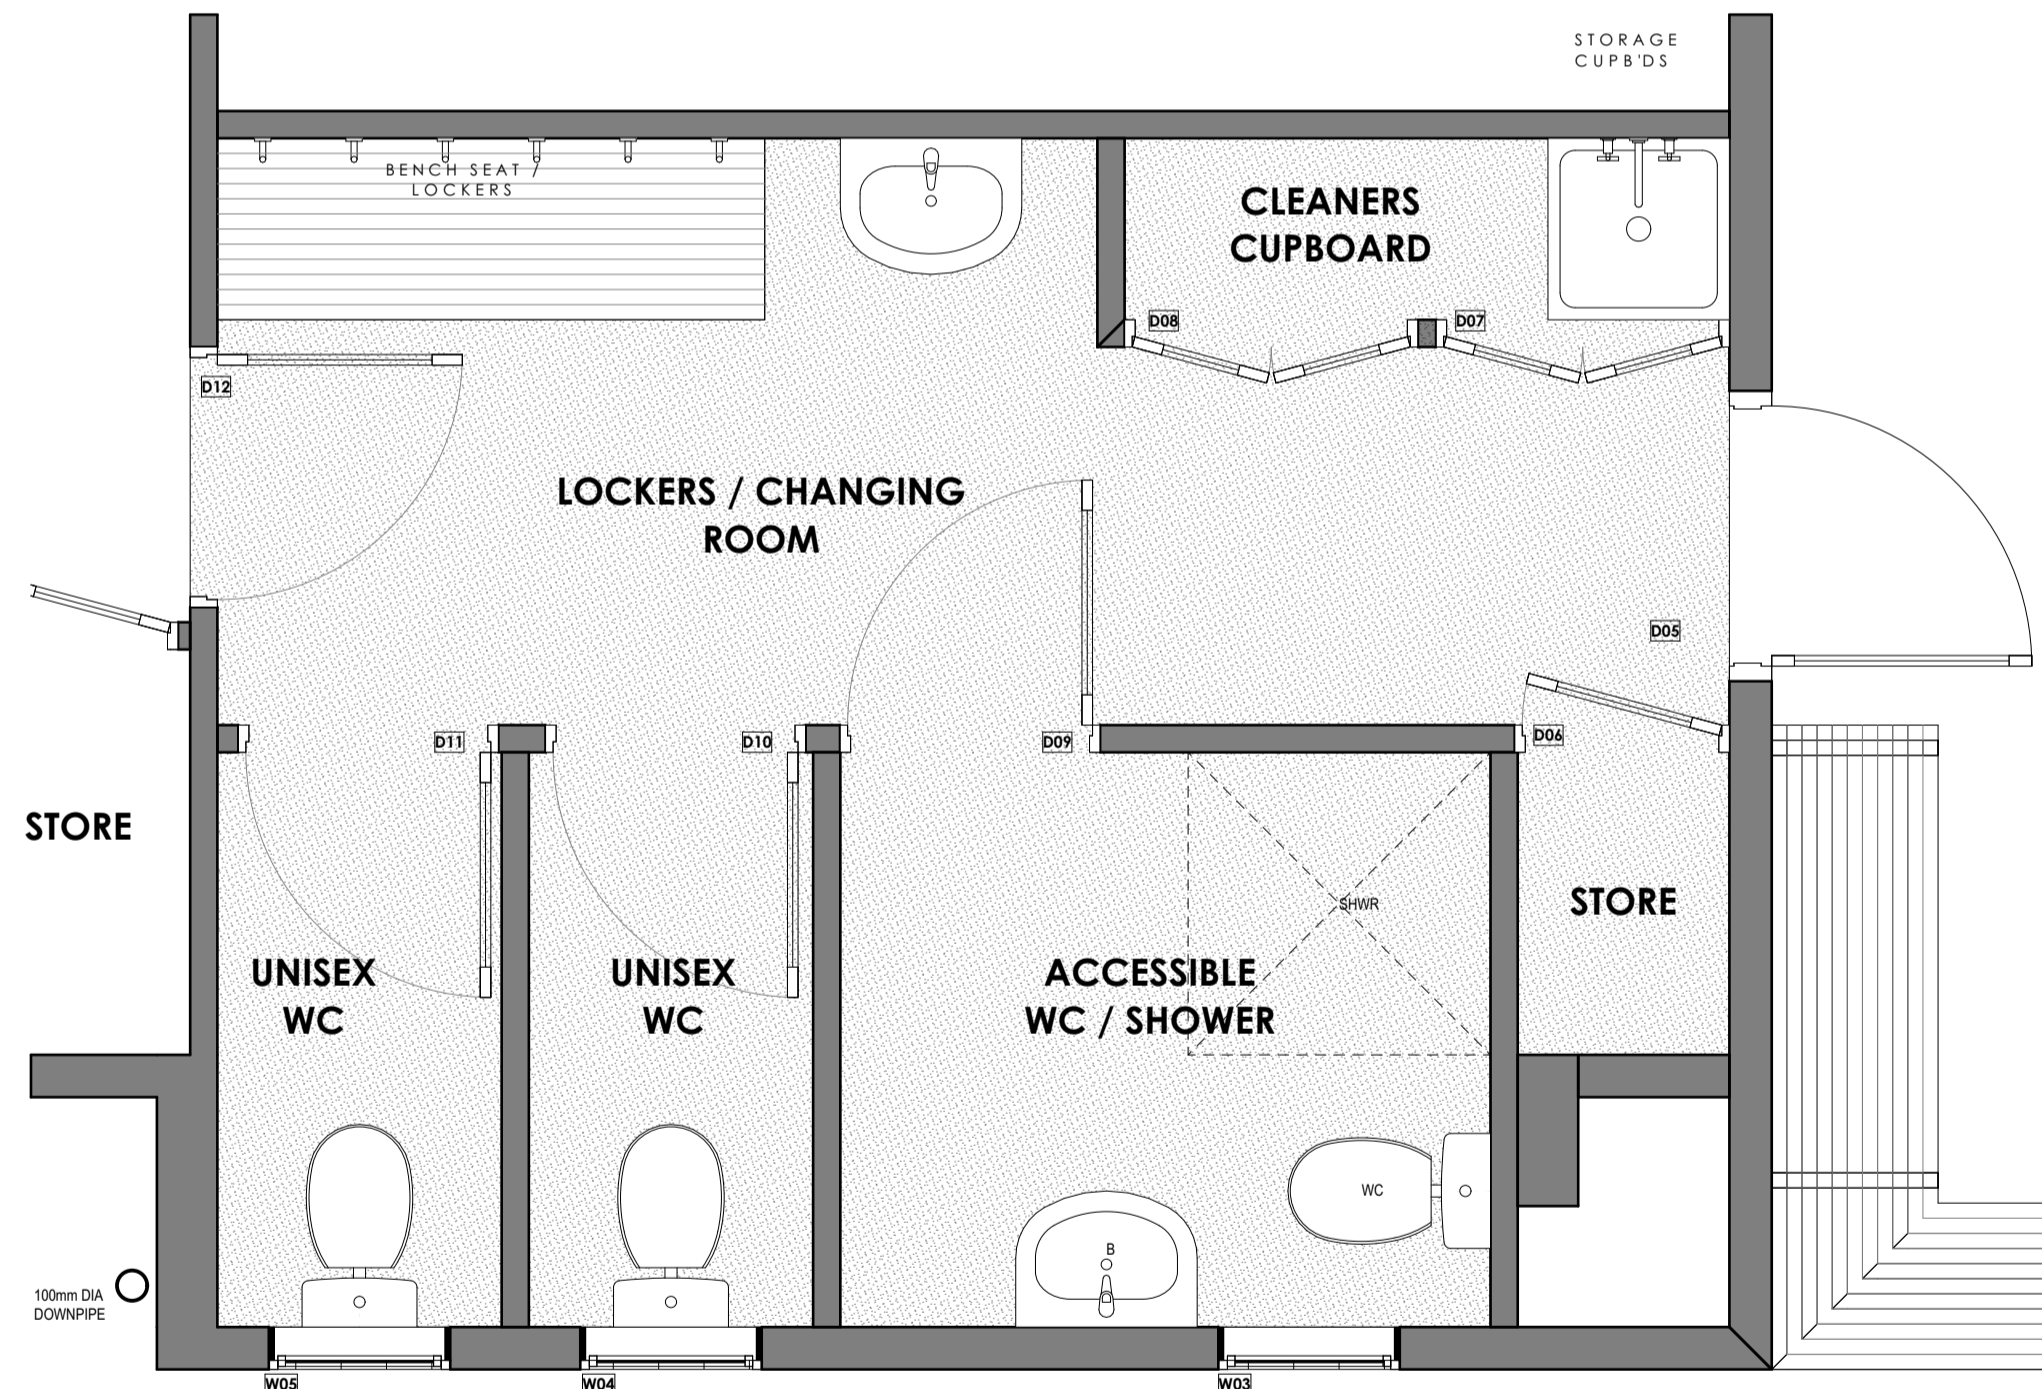 STORAGE
CUPB'DS
BENCH SEAT /
LOCKERS
CLEANERS
CUPBOARD
D08
D07
D12
LOCKERS / CHANGING
ROOM
D05
D11
D10
D09
D06
STORE
STORE
SHWR
UNISEX
WC
UNISEX
WC
ACCESSIBLE
WC / SHOWER
WC
B
100mm DIA
DOWNPIPE
W05
W04
W03